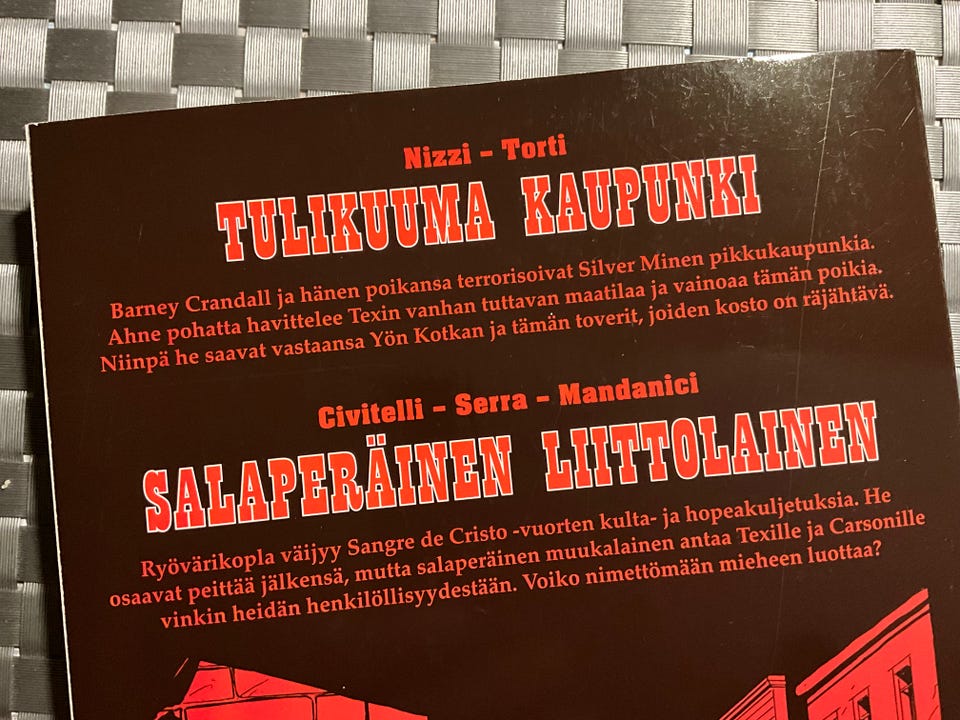 Nizzi – Torti
TULIKUUMA KAUPUNKI
Barney Crandall ja hänen poikansa terrorisoivat Silver Minen pikkukaupunkia.
Ahne pohatta havittelee Texin vanhan tuttavan maatilaa ja vainoaa tämän poikia.
Niinpä he saavat vastaansa Yön Kotkan ja tämän toverit, joiden kosto on räjähtävä.
Civitelli – Serra – Mandanici
SALAPERÄINEN LIITTOLAINEN
Ryövärikopla väijyy Sangre de Cristo -vuorten kulta- ja hopeakuljetuksia. He
osaavat peittää jälkensä, mutta salaperäinen muukalainen antaa Texille ja Carsonille
vinkin heidän henkilöllisyydestään. Voiko nimettömään mieheen luottaa?